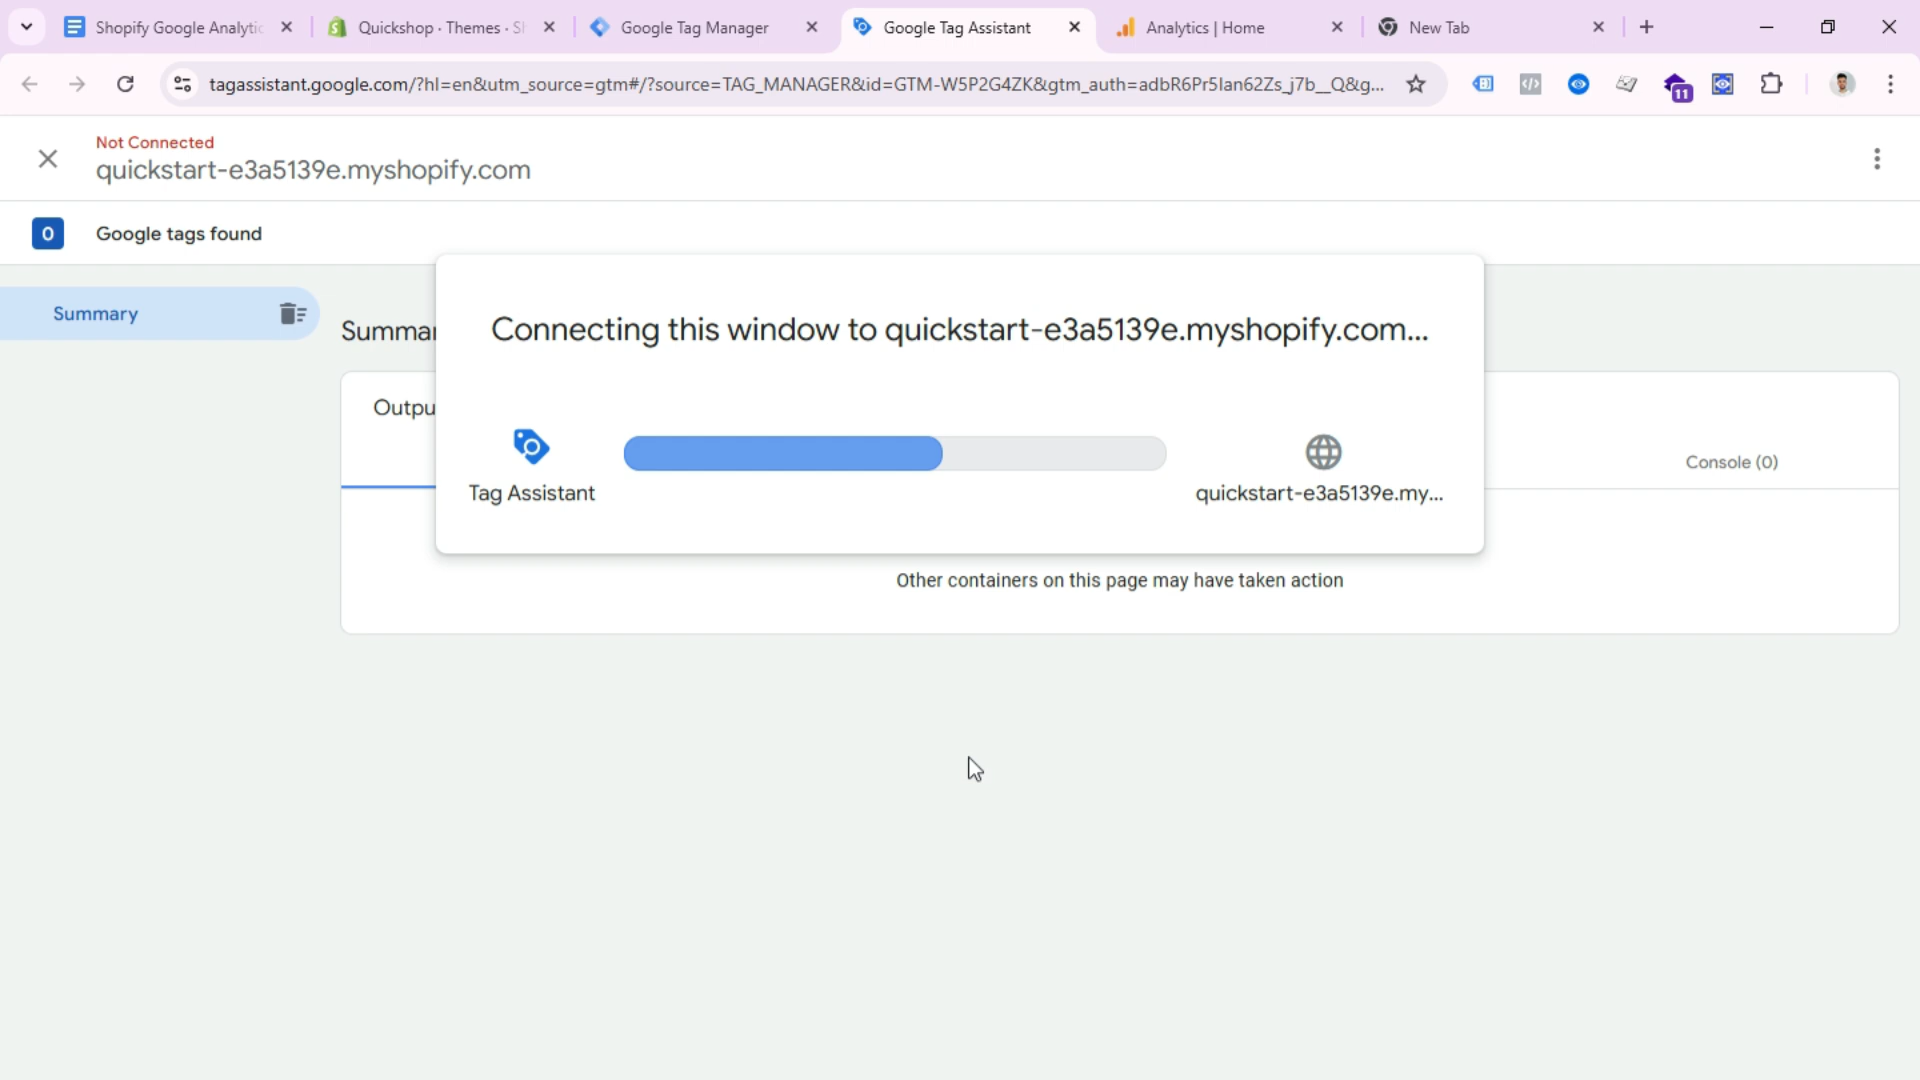 Shopify Google Analytic
Quickshop · Themes · Sh
Google Tag Manager
Google Tag Assistant
Analytics | Home
New Tab
tagassistant.google.com/?hl=en&utm_source=gtm#/?source=TAG_MANAGER&id=GTM-W5P2G4ZK&gtm_auth=adbR6Pr5lan62Zs_j7b__Q&g...
11
Not Connected
quickstart-e3a5139e.myshopify.com
0 Google tags found
Summary
Summar
Connecting this window to quickstart-e3a5139e.myshopify.com...
Outpu
Console (0)
Tag Assistant
quickstart-e3a5139e.my...
Other containers on this page may have taken action